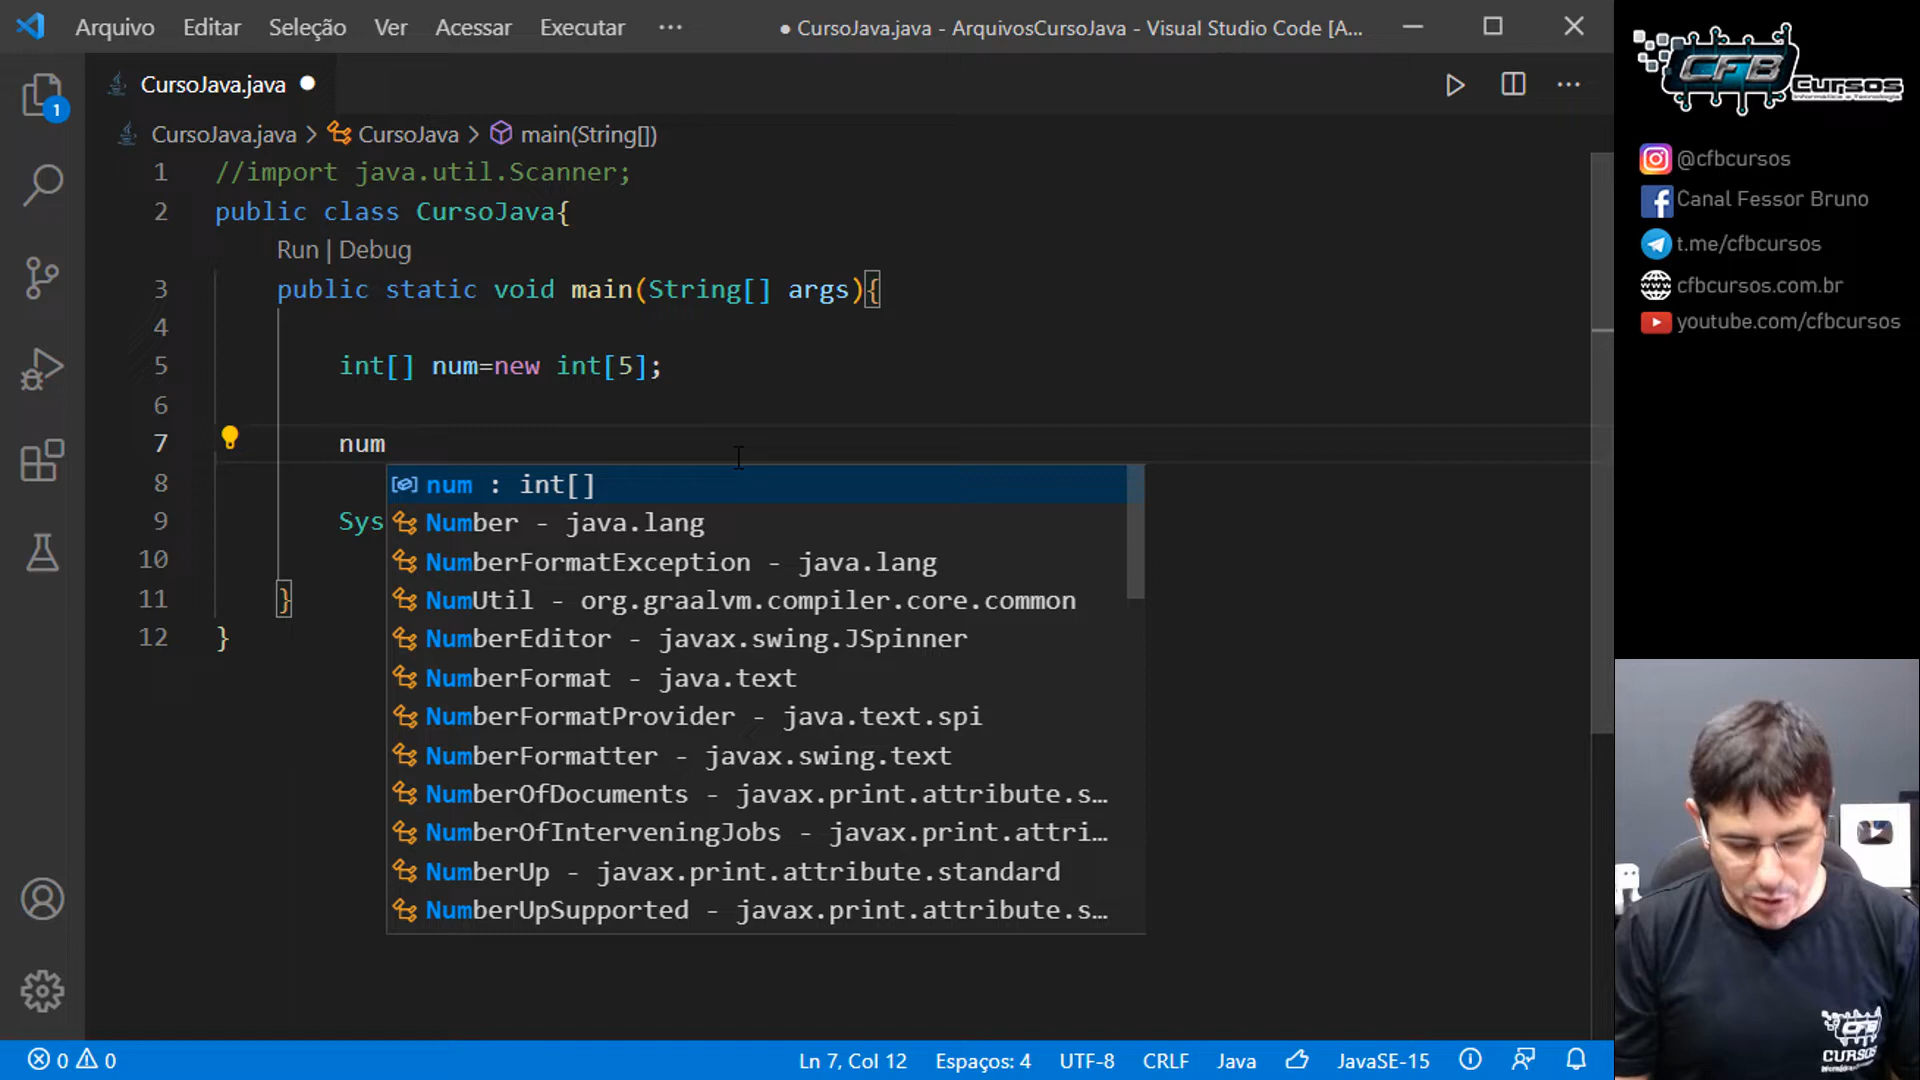 Arquivo Editar Seleção Ver Acessar Executar ··· ● CursoJava.java - ArquivosCursoJava - Visual Studio Code [A...
CursoJava.java
CursoJava.java > CursoJava > main(String[])
1 //import java.util.Scanner;
2 public class CursoJava{
Run | Debug
3 public static void main(String[] args){
4
5 int[] num=new int[5];
6
7 num
8
9 Sys
10
11 }
12 }
num : int[]
Number - java.lang
NumberFormatException - java.lang
NumUtil - org.graalvm.compiler.core.common
NumberEditor - javax.swing.JSpinner
NumberFormat - java.text
NumberFormatProvider - java.text.spi
NumberFormatter - javax.swing.text
NumberOfDocuments - javax.print.attribute.s...
NumberOfInterveningJobs - javax.print.attri...
NumberUp - javax.print.attribute.standard
NumberUpSupported - javax.print.attribute.s...
1
0 0 Ln 7, Col 12 Espaços: 4 UTF-8 CRLF Java JavaSE-15
CFB Cursos
@cfbcursos
Canal Fessor Bruno
t.me/cfbcursos
cfbcursos.com.br
youtube.com/cfbcursos
CFB
CURSOS